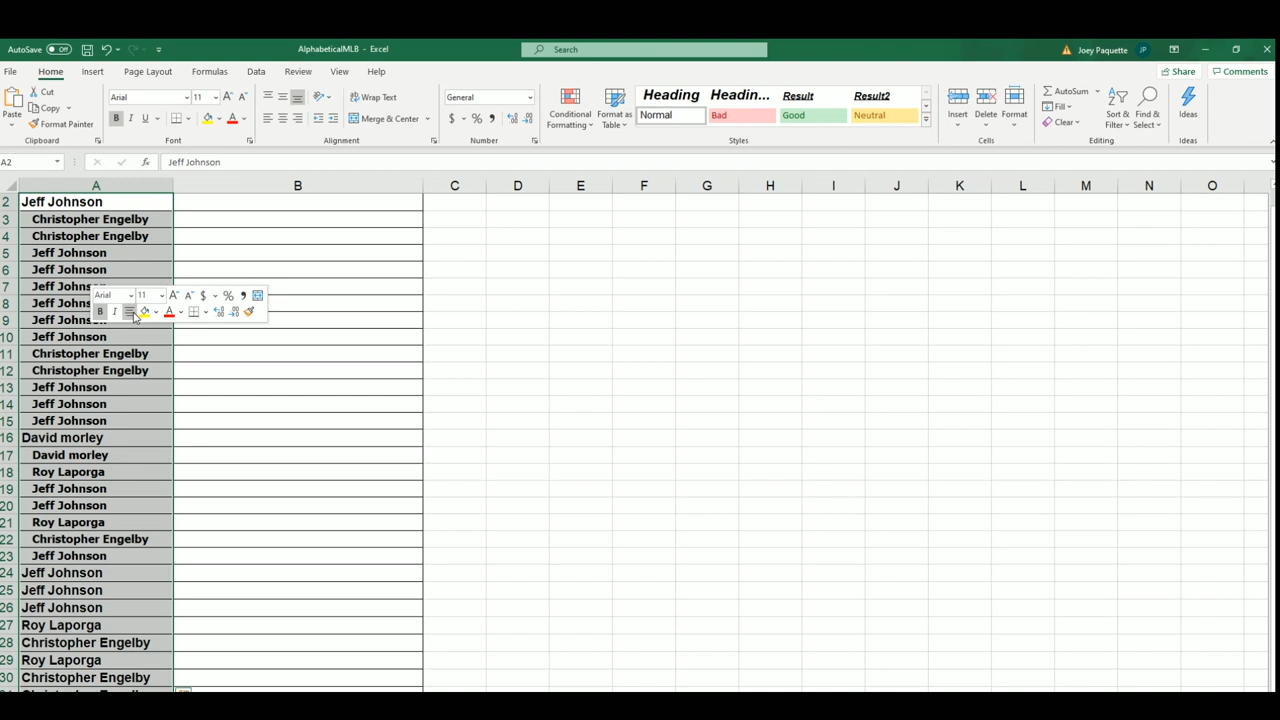 AutoSave Off AlphabeticalMLB - Excel Search Joey Paquette JP
File Home Insert Page Layout Formulas Data Review View Help Share Comments
Paste Cut Copy Format Painter Arial 11 B I U Wrap Text Merge & Center General $ % , Conditional Formatting Format as Table Heading Headin... Result Result2 Normal Bad Good Neutral Insert Delete Format AutoSum Fill Clear Sort & Filter Find & Select Ideas
Clipboard Font Alignment Number Styles Cells Editing Ideas
A2 fx Jeff Johnson
A B C D E F G H I J K L M N O
2 Jeff Johnson
3 Christopher Engelby
4 Christopher Engelby
5 Jeff Johnson
6 Jeff Johnson
7 Jeff Johns
Arial 11 $ % ,
8 Jeff Johns
B I A
9 Jeff Johns
10 Jeff Johnson
11 Christopher Engelby
12 Christopher Engelby
13 Jeff Johnson
14 Jeff Johnson
15 Jeff Johnson
16 David morley
17 David morley
18 Roy Laporga
19 Jeff Johnson
20 Jeff Johnson
21 Roy Laporga
22 Christopher Engelby
23 Jeff Johnson
24 Jeff Johnson
25 Jeff Johnson
26 Jeff Johnson
27 Roy Laporga
28 Christopher Engelby
29 Roy Laporga
30 Christopher Engelby